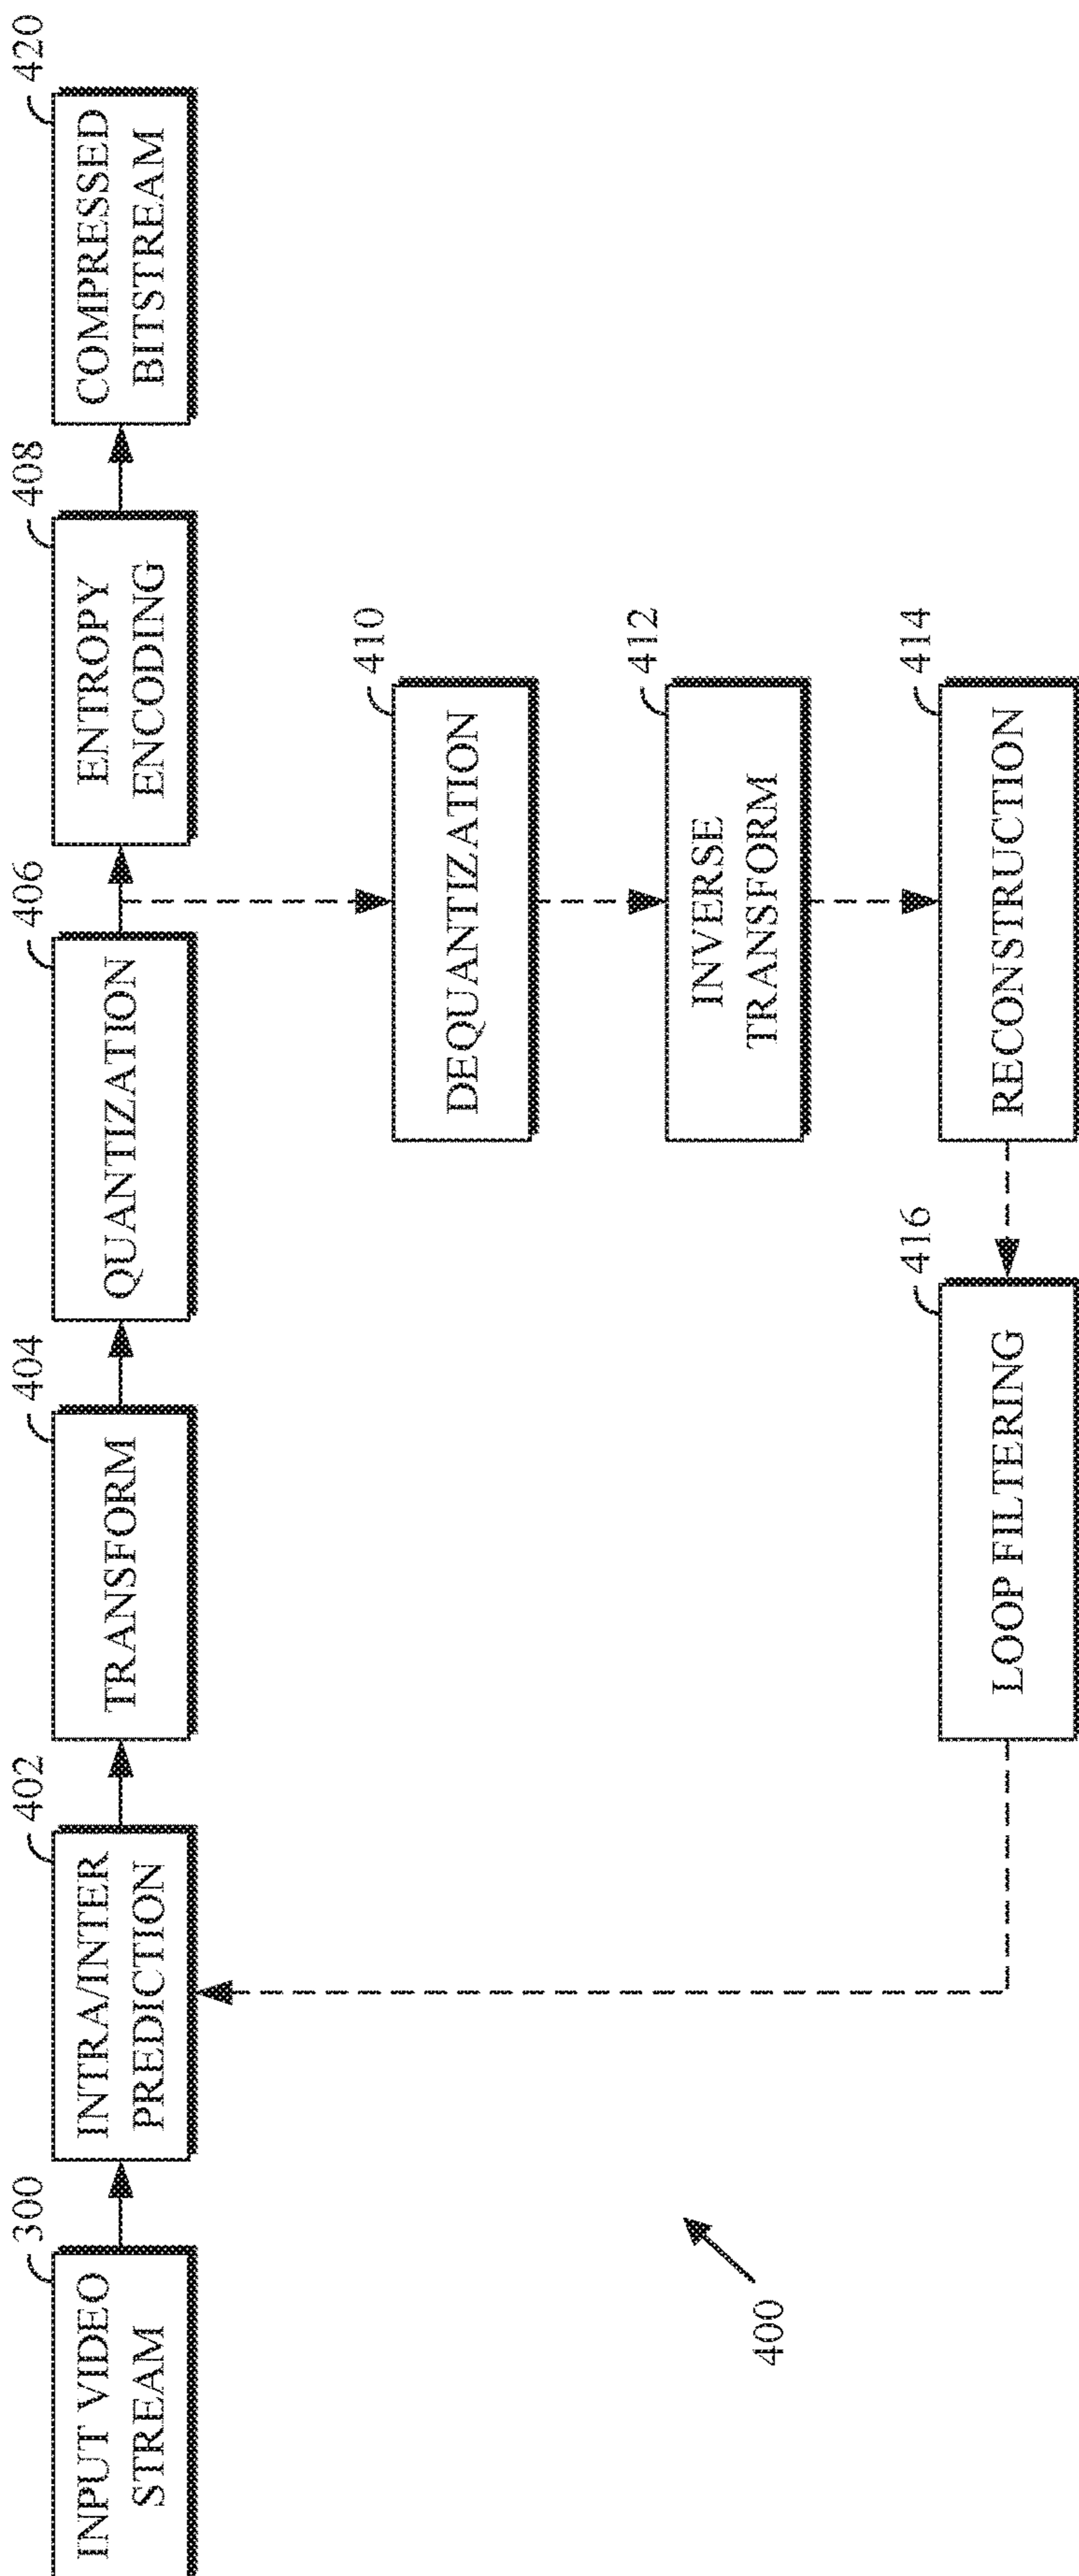 300
INPUT VIDEO
STREAM
402
INTRA/INTER
PREDICTION
404
TRANSFORM
406
QUANTIZATION
408
ENTROPY
ENCODING
420
COMPRESSED
BITSTREAM
410
DEQUANTIZATION
412
INVERSE
TRANSFORM
414
RECONSTRUCTION
416
LOOP FILTERING
400